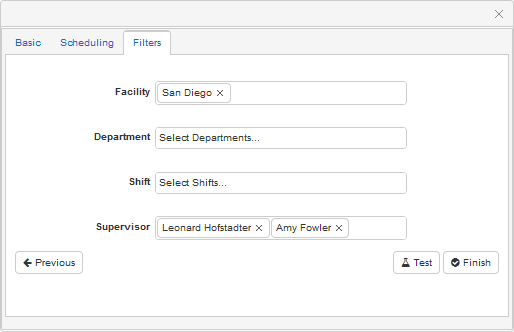 Basic Scheduling Filters
Facility San Diego ×
Department Select Departments...
Shift Select Shifts...
Supervisor Leonard Hofstadter × Amy Fowler ×
Previous Test Finish